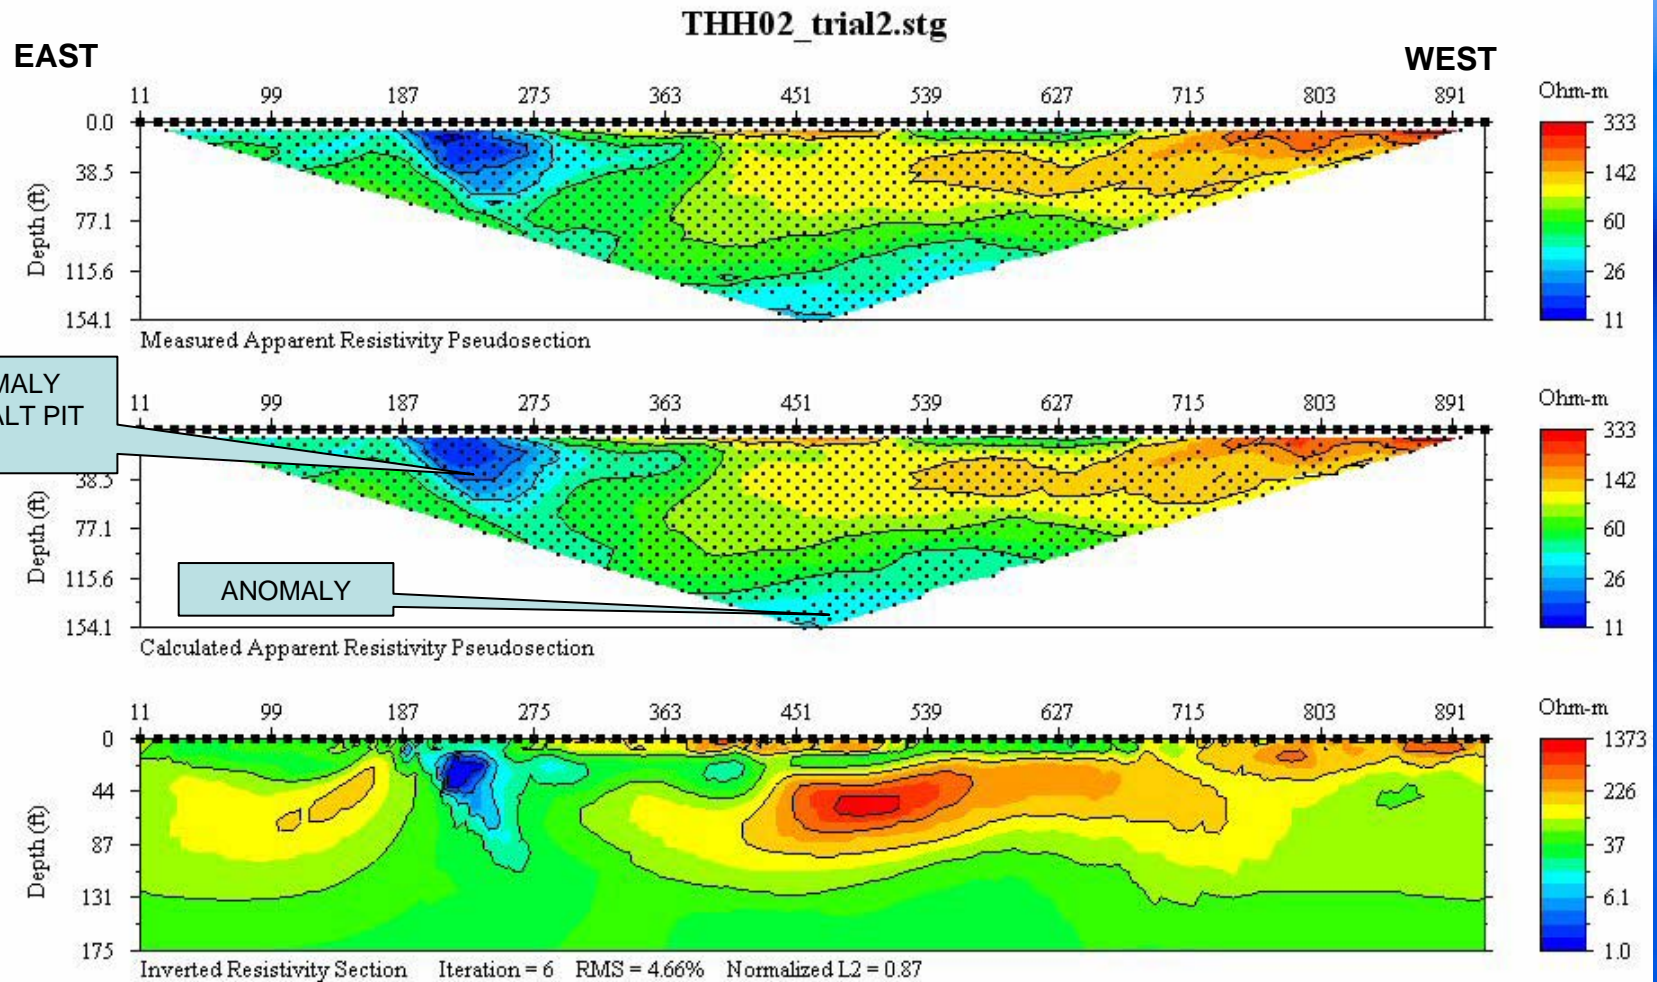 THH02_trial2.stg
EAST
WEST
11 99 187 275 363 451 539 627 715 803 891
Ohm-m
0.0
38.5
77.1
115.6
154.1
Depth (ft)
333
142
60
26
11
Measured Apparent Resistivity Pseudosection
MALY
ALT PIT
11 99 187 275 363 451 539 627 715 803 891
Ohm-m
38.5
77.1
115.6
154.1
Depth (ft)
333
142
60
26
11
ANOMALY
Calculated Apparent Resistivity Pseudosection
11 99 187 275 363 451 539 627 715 803 891
Ohm-m
0
44
87
131
175
Depth (ft)
1373
226
37
6.1
1.0
Inverted Resistivity Section Iteration = 6 RMS = 4.66% Normalized L2 = 0.87